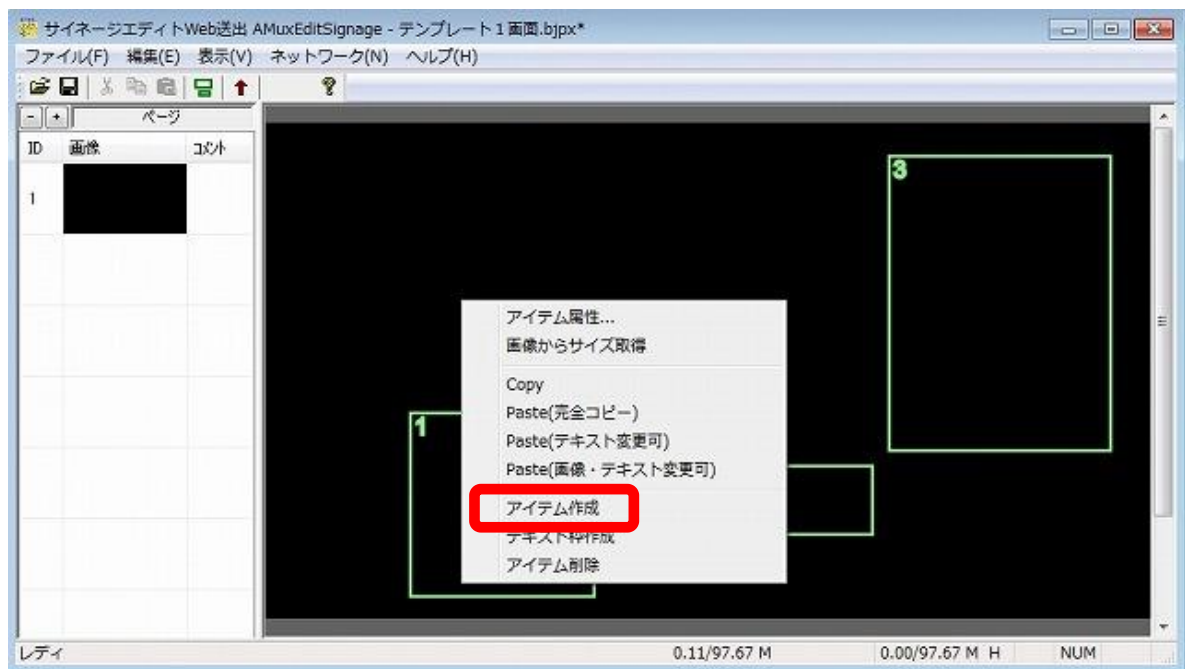 サイネージエディトWeb送出 AMuxEditSignage - テンプレート1画面.bjpx*
ファイル(F) 編集(E) 表示(V) ネットワーク(N) ヘルプ(H)
- + ページ
ID 画像 コメント
1
3
1
アイテム属性...
画像からサイズ取得
Copy
Paste(完全コピー)
Paste(テキスト変更可)
Paste(画像・テキスト変更可)
アイテム作成
テキスト枠作成
アイテム削除
レディ 0.11/97.67 M 0.00/97.67 M H NUM